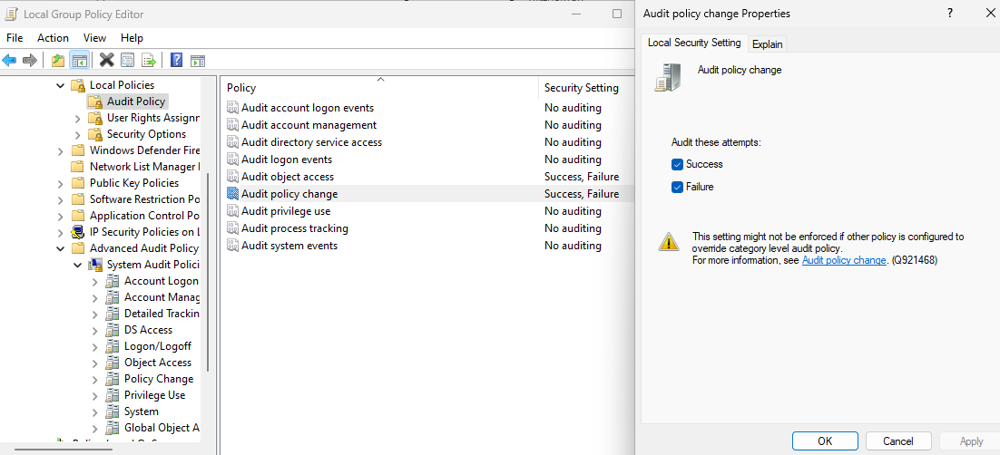 Local Group Policy Editor
File Action View Help
Local Policies
Audit Policy
User Rights Assignn
Security Options
Windows Defender Fire
Network List Manager
Public Key Policies
Software Restriction Po
Application Control Po
IP Security Policies on L
Advanced Audit Policy
System Audit Polici
Account Logon
Account Manag
Detailed Trackin
DS Access
Logon/Logoff
Object Access
Policy Change
Privilege Use
System
Global Object A
Policy Security Setting
Audit account logon events No auditing
Audit account management No auditing
Audit directory service access No auditing
Audit logon events No auditing
Audit object access Success, Failure
Audit policy change Success, Failure
Audit privilege use No auditing
Audit process tracking No auditing
Audit system events No auditing
Audit policy change Properties
Local Security Setting Explain
Audit policy change
Audit these attempts:
Success
Failure
This setting might not be enforced if other policy is configured to
override category level audit policy.
For more information, see Audit policy change. (Q921468)
OK Cancel Apply